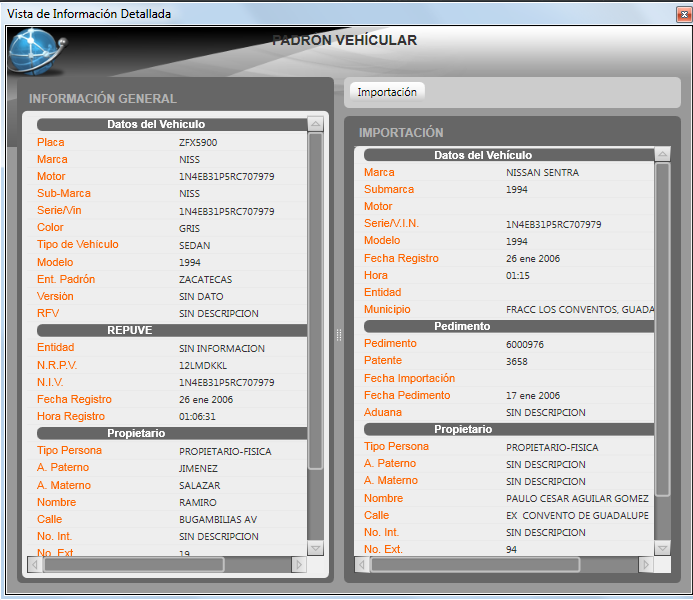 Vista de Información Detallada
PADRON VEHÍCULAR
INFORMACIÓN GENERAL
Datos del Vehículo
Placa ZFX5900
Marca NISS
Motor 1N4EB31P5RC707979
Sub-Marca NISS
Serie/Vin 1N4EB31P5RC707979
Color GRIS
Tipo de Vehículo SEDAN
Modelo 1994
Ent. Padrón ZACATECAS
Versión SIN DATO
RFV SIN DESCRIPCION
REPUVE
Entidad SIN INFORMACION
N.R.P.V. 12LMDKKL
N.I.V. 1N4EB31P5RC707979
Fecha Registro 26 ene 2006
Hora Registro 01:06:31
Propietario
Tipo Persona PROPIETARIO-FISICA
A. Paterno JIMENEZ
A. Materno SALAZAR
Nombre RAMIRO
Calle BUGAMBILIAS AV
No. Int. SIN DESCRIPCION
No. Ext. 19
Importación
IMPORTACIÓN
Datos del Vehículo
Marca NISSAN SENTRA
Submarca 1994
Motor
Serie/V.I.N. 1N4EB31P5RC707979
Modelo 1994
Fecha Registro 26 ene 2006
Hora 01:15
Entidad
Municipio FRACC LOS CONVENTOS, GUADA
Pedimento
Pedimento 6000976
Patente 3658
Fecha Importación
Fecha Pedimento 17 ene 2006
Aduana SIN DESCRIPCION
Propietario
Tipo Persona PROPIETARIO-FISICA
A. Paterno SIN DESCRIPCION
A. Materno SIN DESCRIPCION
Nombre PAULO CESAR AGUILAR GOMEZ
Calle EX CONVENTO DE GUADALUPE
No. Int. SIN DESCRIPCION
No. Ext. 94